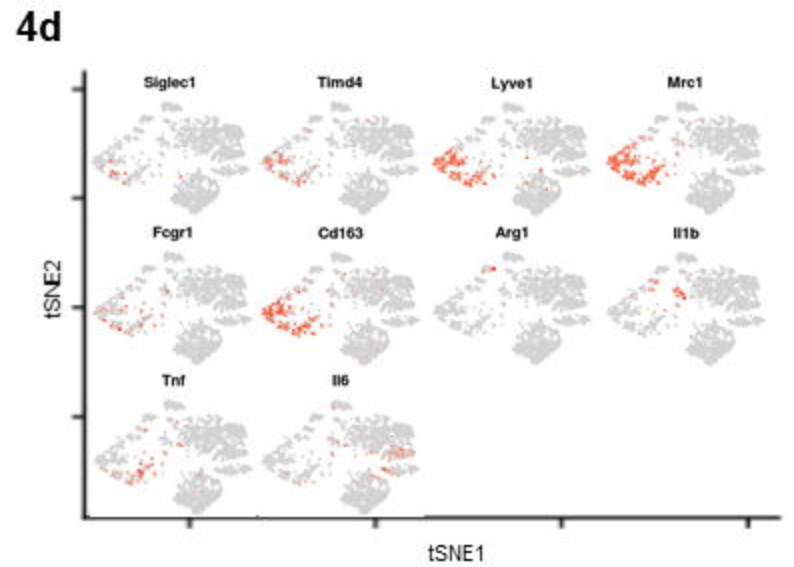 4d
Siglec1 Timd4 Lyve1 Mrc1
Fcgr1 Cd163 Arg1 Il1b
Tnf Il6
tSNE2
tSNE1